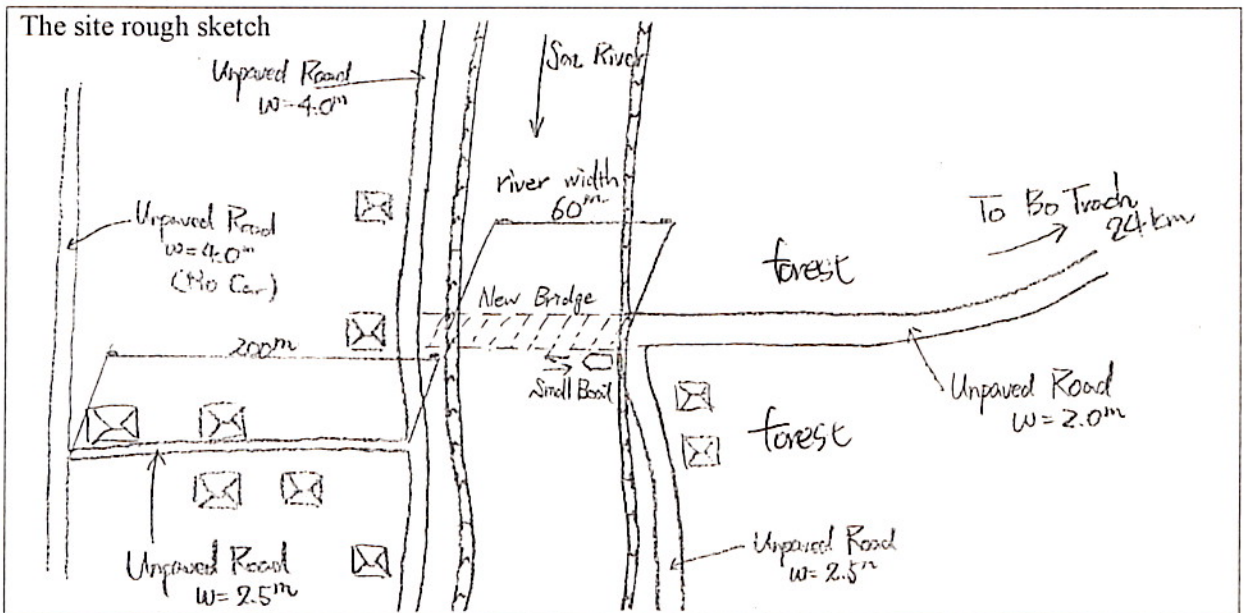 The site rough sketch
Unpaved Road
W=4.0m
Son River
river width
60m
To Bo Trach
24km
Unpaved Road
W=4.0m
(No Car)
forest
New Bridge
200m
Small Boat
Unpaved Road
W=2.0m
forest
Unpaved Road
W=2.5m
Unpaved Road
W=2.5m